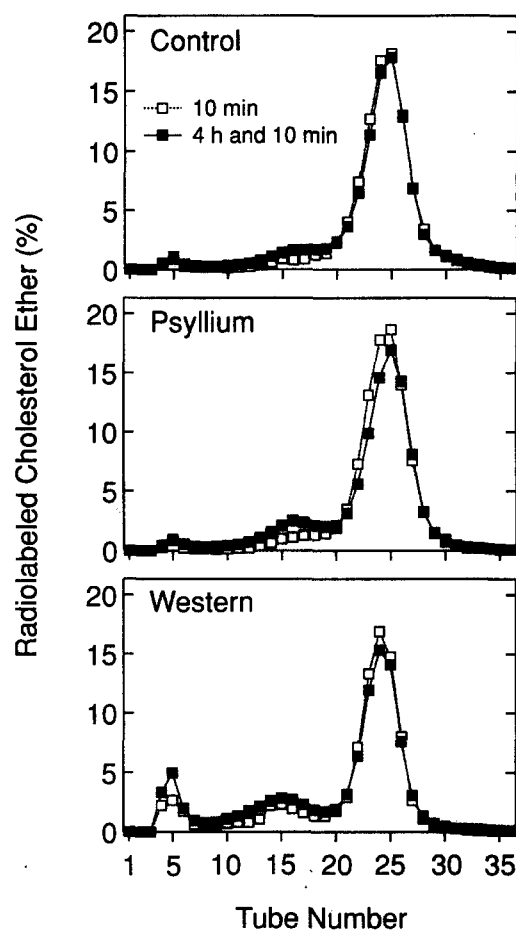 Radiolabeled Cholesterol Ether (%)
Control
10 min
4 h and 10 min
20
15
10
5
0
Psyllium
20
15
10
5
0
Western
20
15
10
5
0
1 5 10 15 20 25 30 35
Tube Number